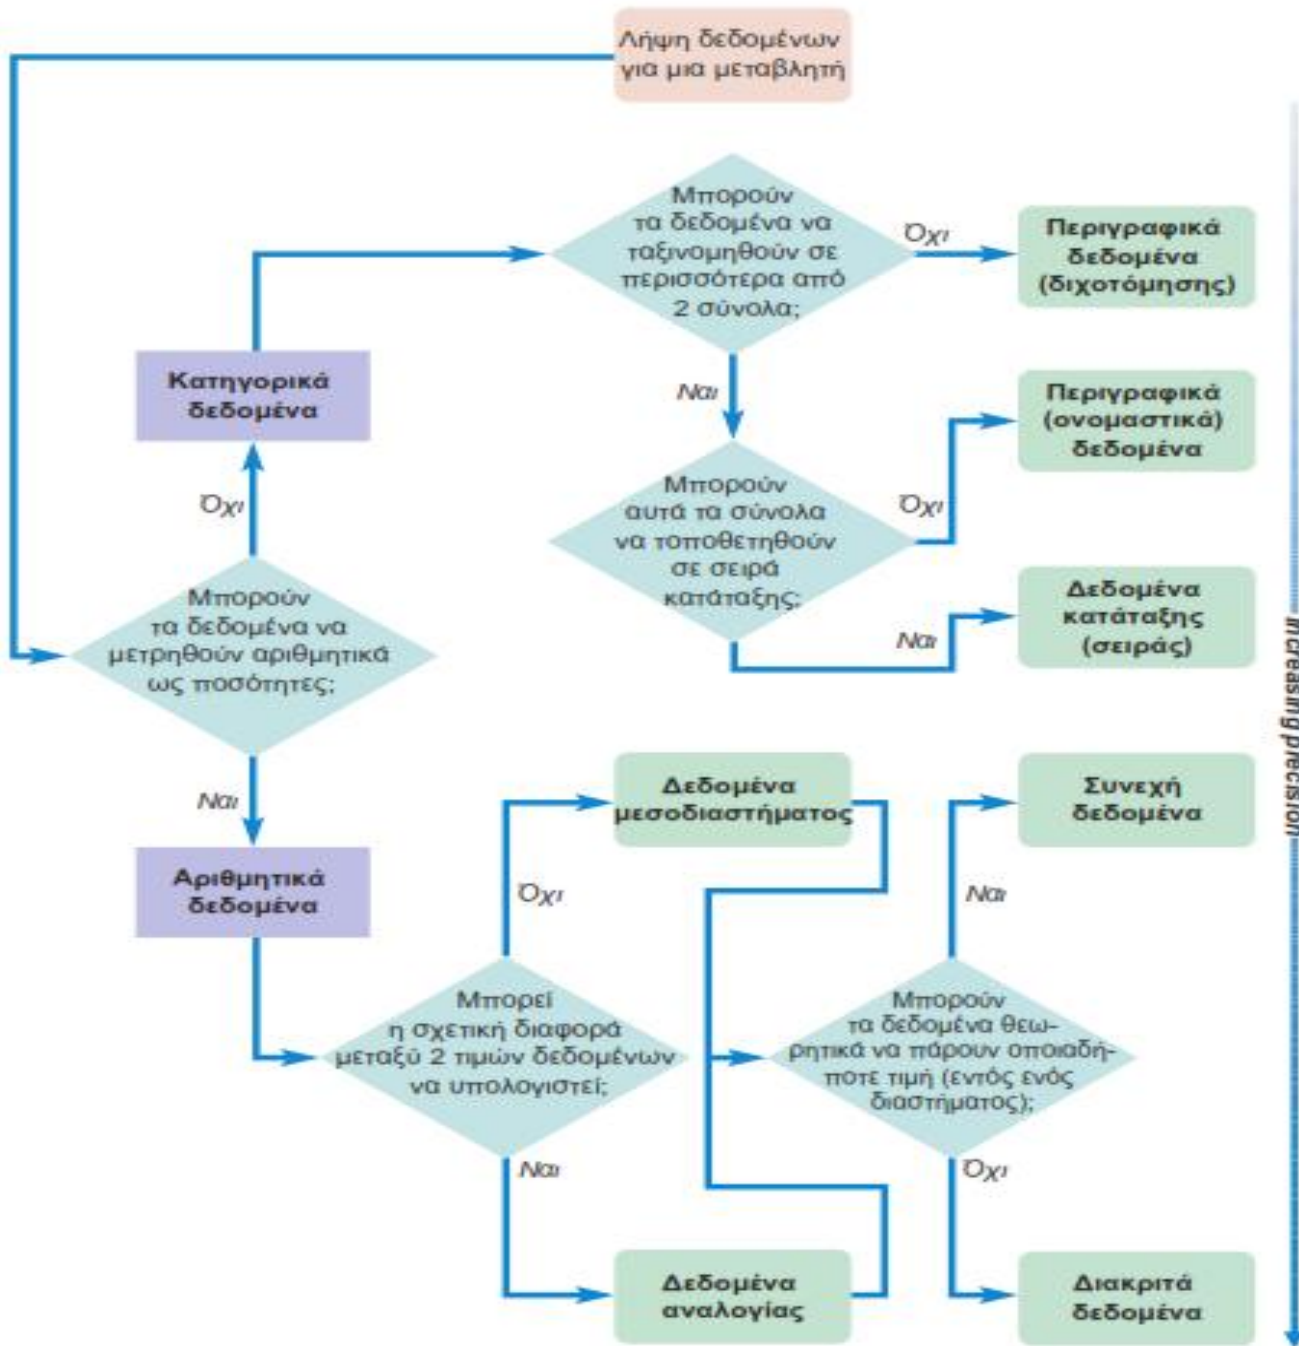 Λήψη δεδομένων
για μια μεταβλητή
Μπορούν
τα δεδομένα να
ταξινομηθούν σε
περισσότερα από
2 σύνολα;
Όχι
Περιγραφικά
δεδομένα
(διχοτόμησης)
Κατηγορικά
δεδομένα
Ναι
Περιγραφικά
(ονομαστικά)
δεδομένα
Μπορούν
αυτά τα σύνολα
να τοποθετηθούν
σε σειρά
κατάταξης;
Όχι
Όχι
Μπορούν
τα δεδομένα να
μετρηθούν αριθμητικά
ως ποσότητες;
Δεδομένα
κατάταξης
(σειράς)
Ναι
Ναι
Αριθμητικά
δεδομένα
Δεδομένα
μεσοδιαστήματος
Συνεχή
δεδομένα
Όχι
Ναι
Μπορεί
η σχετική διαφορά
μεταξύ 2 τιμών δεδομένων
να υπολογιστεί;
Μπορούν
τα δεδομένα θεω-
ρητικά να πάρουν οποιαδή-
ποτε τιμή (εντός ενός
διαστήματος);
Ναι
Όχι
Δεδομένα
αναλογίας
Διακριτά
δεδομένα
Increasing precision